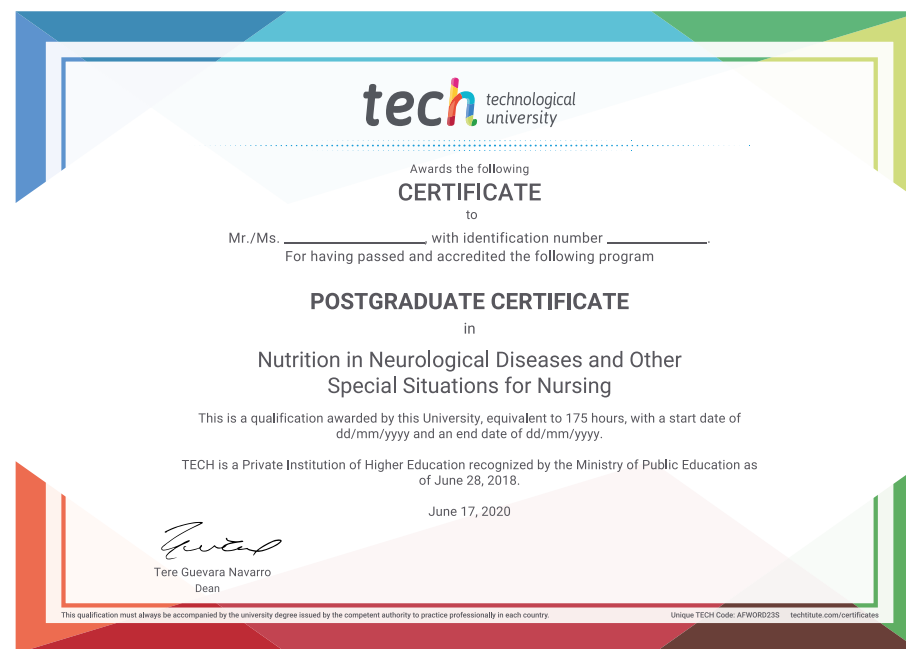 tech technological
university
Awards the following
CERTIFICATE
to
Mr./Ms. ____________________, with identification number ______________.
For having passed and accredited the following program
POSTGRADUATE CERTIFICATE
in
Nutrition in Neurological Diseases and Other
Special Situations for Nursing
This is a qualification awarded by this University, equivalent to 175 hours, with a start date of
dd/mm/yyyy and an end date of dd/mm/yyyy.
TECH is a Private Institution of Higher Education recognized by the Ministry of Public Education as
of June 28, 2018.
June 17, 2020
Tere Guevara Navarro
Dean
This qualification must always be accompanied by the university degree issued by the competent authority to practice professionally in each country. Unique TECH Code: AFWORD23S techtitute.com/certificates